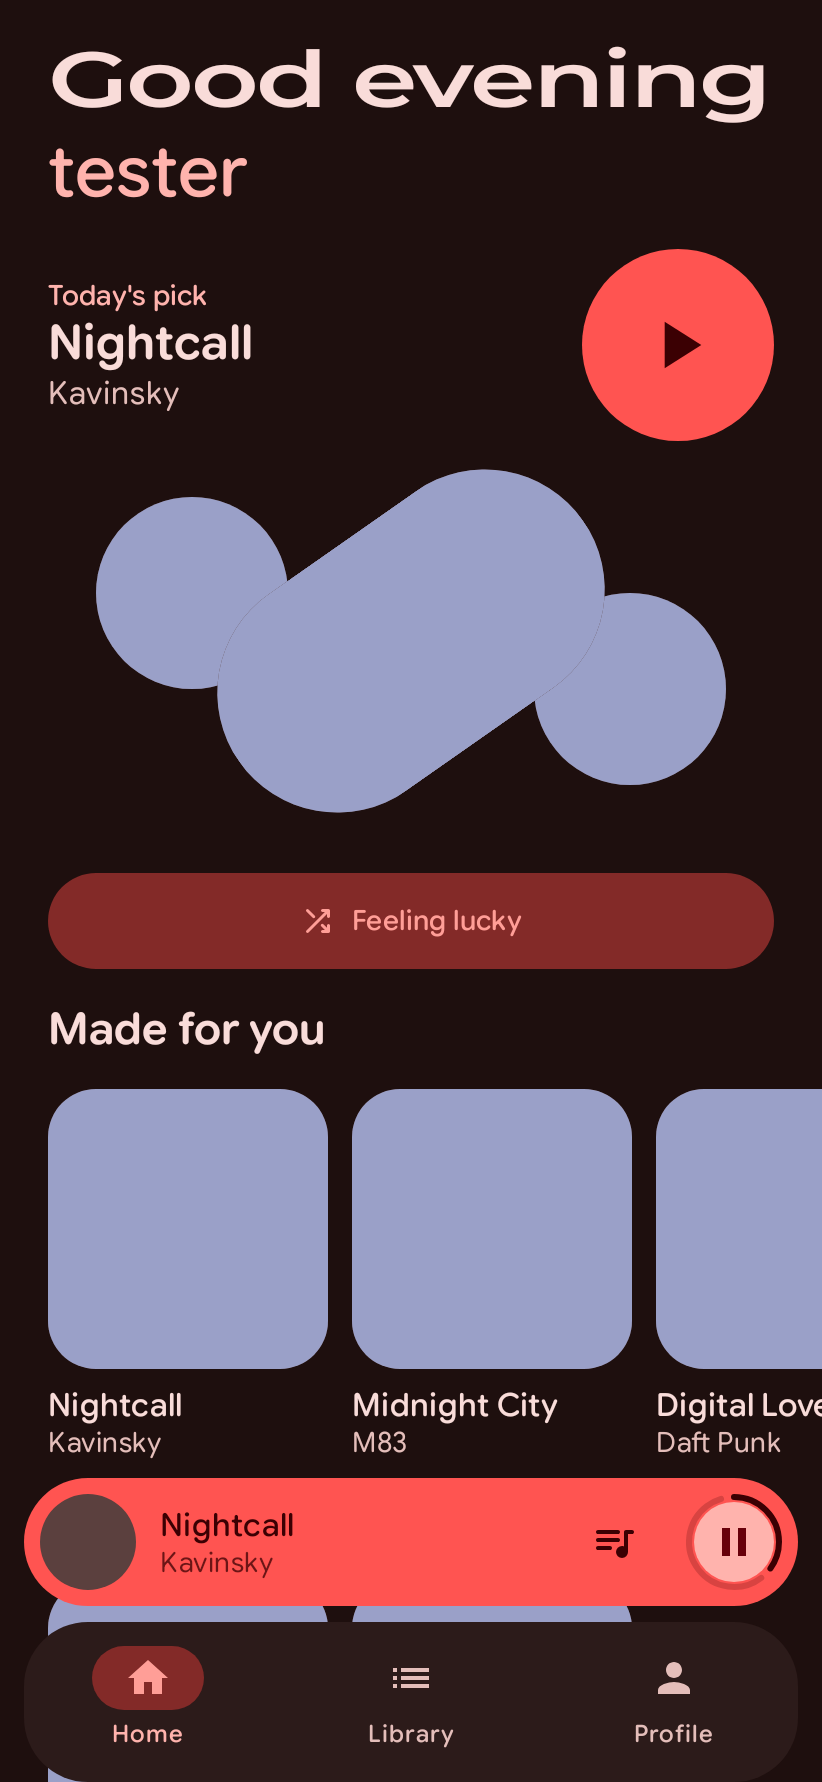 Good evening
tester
Today's pick
Nightcall
Kavinsky
Feeling lucky
Made for you
Nightcall
Kavinsky
Midnight City
M83
Digital Love
Daft Punk
Nightcall
Kavinsky
Home
Library
Profile